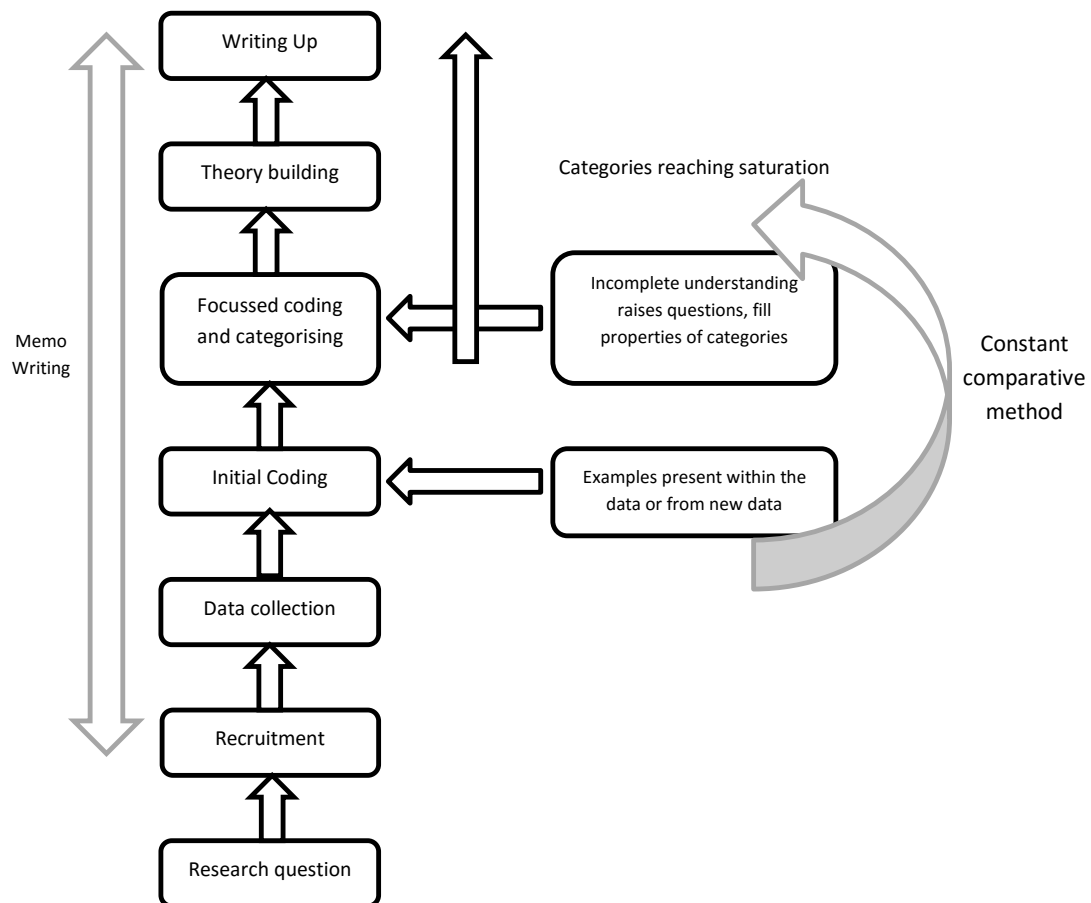 Writing Up
Theory building
Categories reaching saturation
Focussed coding
and categorising
Incomplete understanding
raises questions, fill
properties of categories
Memo
Writing
Constant
comparative
method
Initial Coding
Examples present within the
data or from new data
Data collection
Recruitment
Research question